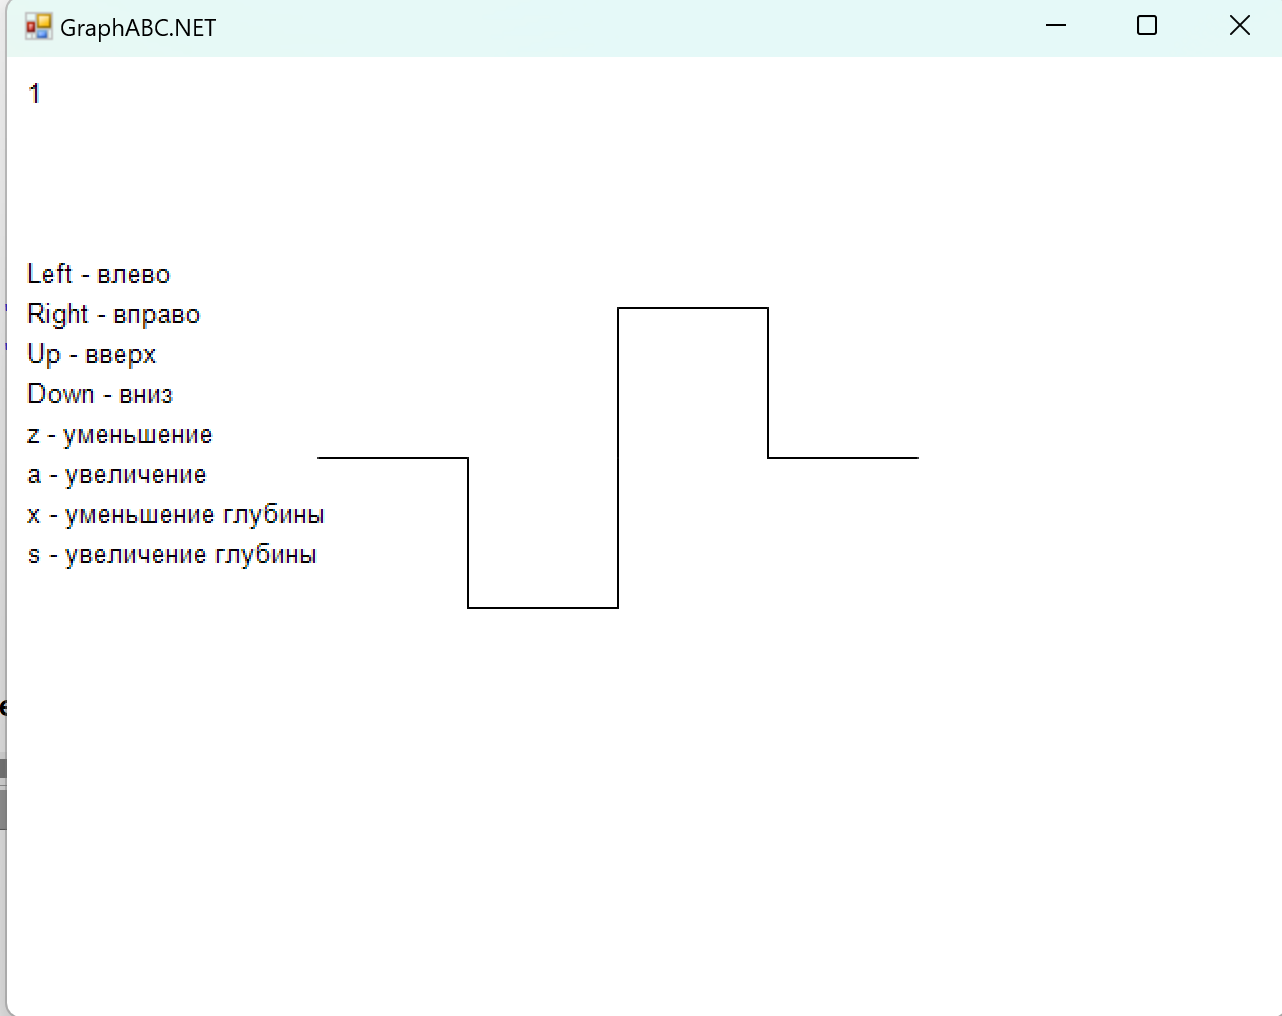 GraphABC.NET
1
Left - влево
Right - вправо
Up - вверх
Down - вниз
z - уменьшение
a - увеличение
x - уменьшение глубины
s - увеличение глубины